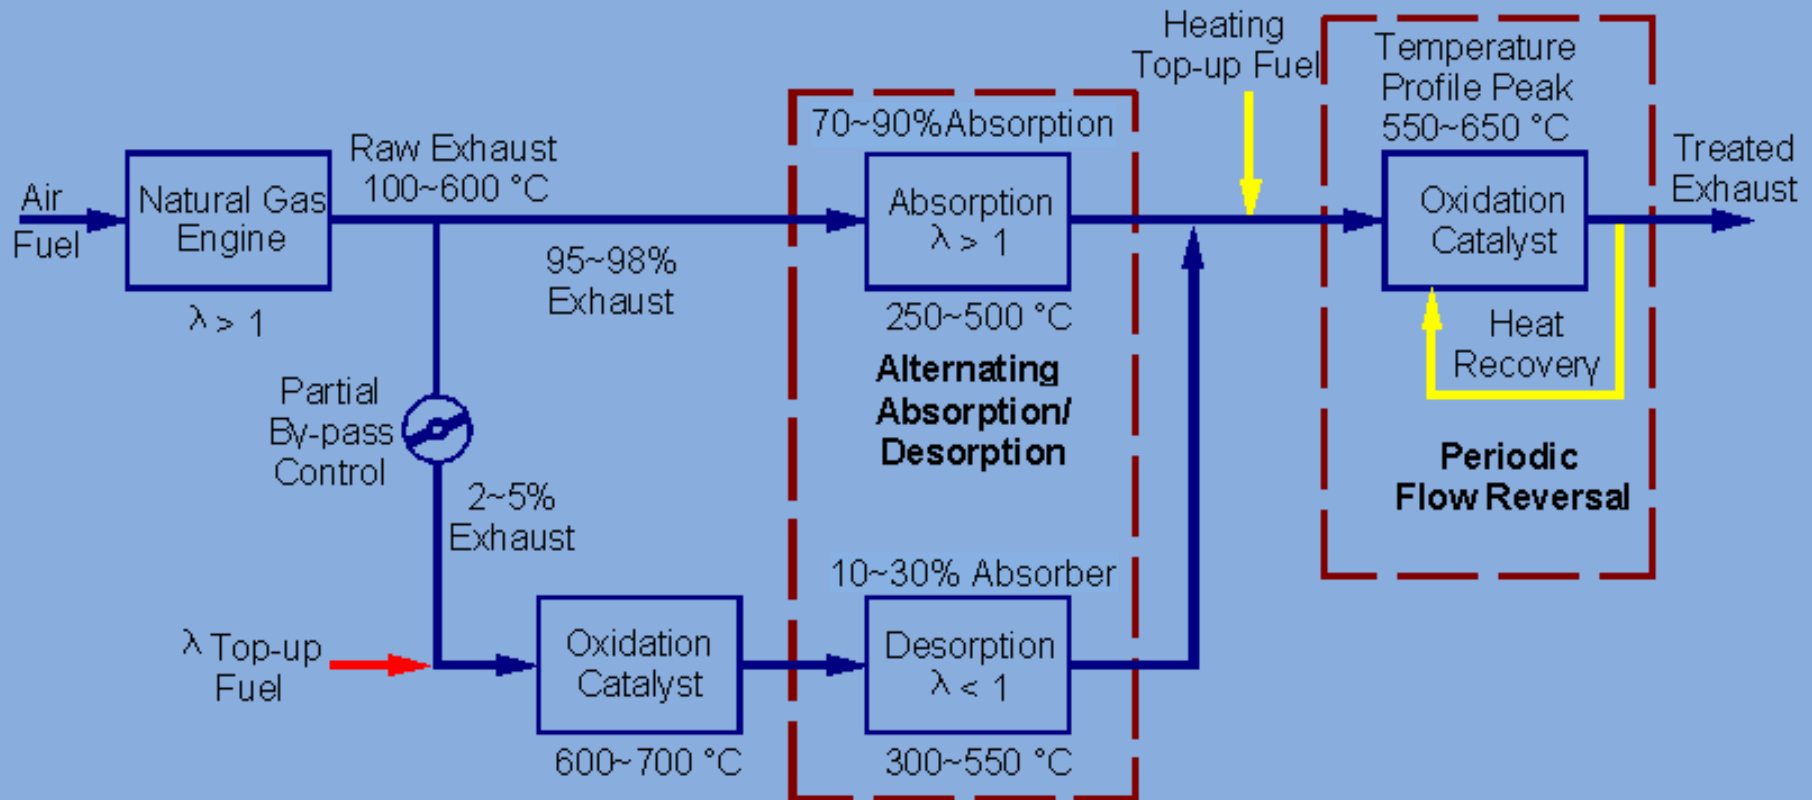 Heating
Top-up Fuel
Temperature
Profile Peak
550~650 °C
70~90%Absorption
Raw Exhaust
100~600 °C
Treated
Exhaust
Air
Fuel
Natural Gas
Engine
λ > 1
95~98%
Exhaust
Absorption
λ > 1
250~500 °C
Oxidation
Catalyst
Heat
Recovery
Alternating
Absorption/
Desorption
Partial
By-pass
Control
Periodic
Flow Reversal
2~5%
Exhaust
10~30% Absorber
λ Top-up
Fuel
Oxidation
Catalyst
600~700 °C
Desorption
λ < 1
300~550 °C